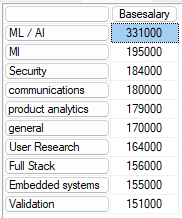 Basesalary
ML / AI 331000
MI 195000
Security 184000
communications 180000
product analytics 179000
general 170000
User Research 164000
Full Stack 156000
Embedded systems 155000
Validation 151000